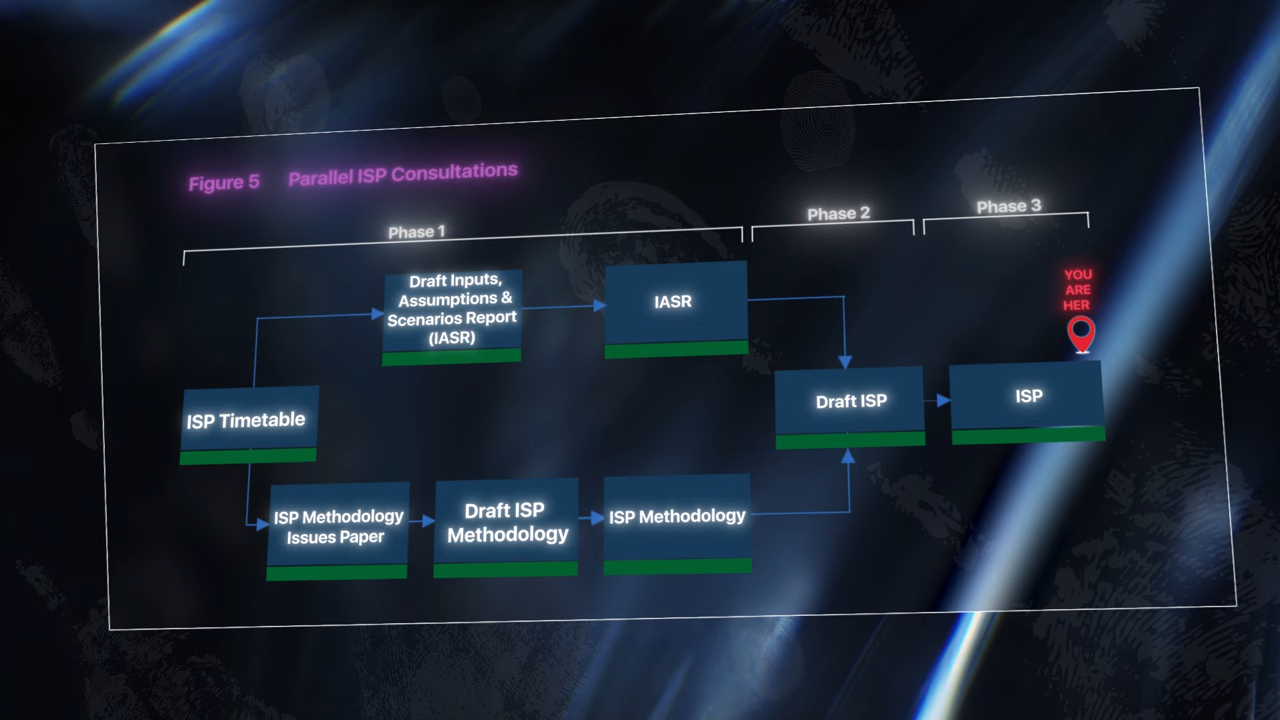 Figure 5 Parallel ISP Consultations
Phase 1
Phase 2
Phase 3
YOU
ARE
HER
Draft Inputs,
Assumptions &
Scenarios Report
(IASR)
IASR
ISP Timetable
Draft ISP
ISP
ISP Methodology
Issues Paper
Draft ISP
Methodology
ISP Methodology